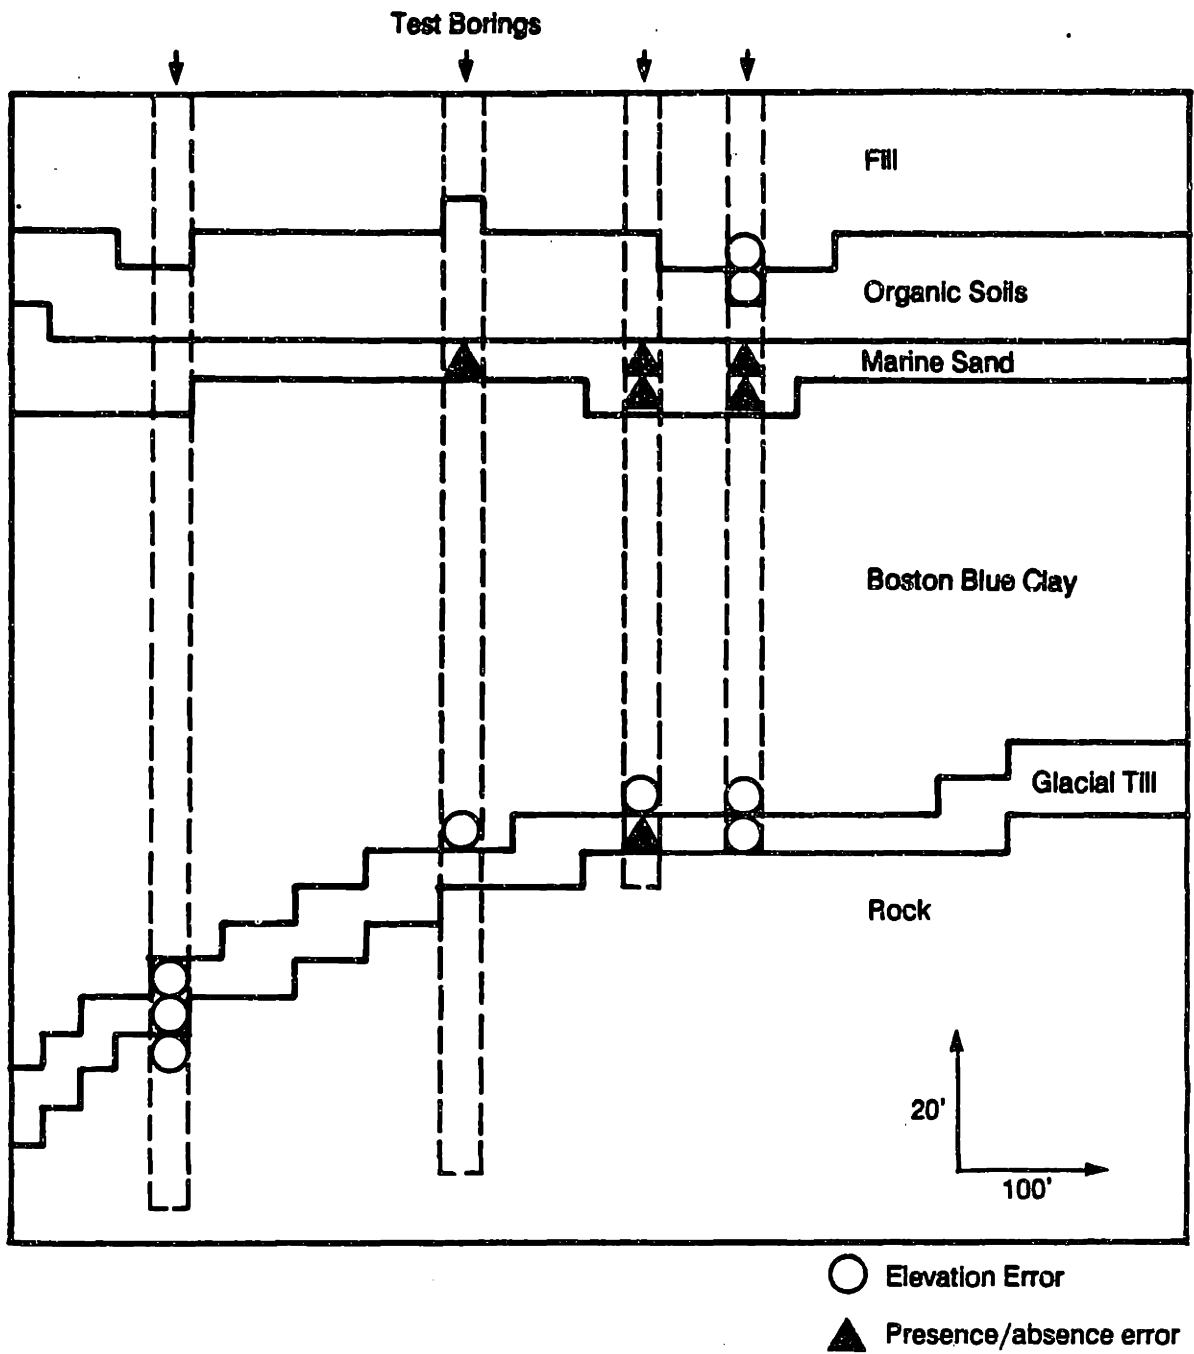 Test Borings
Fill
Organic Soils
Marine Sand
Boston Blue Clay
Glacial Till
Rock
20'
100'
Elevation Error
Presence/absence error